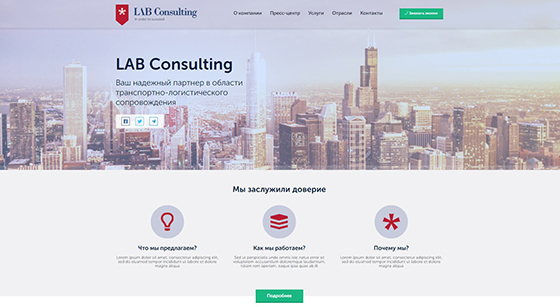 LAB Consulting
О компании Пресс-центр Услуги Отрасли Контакты
Заказать звонок
LAB Consulting
Ваш надежный партнер в области
транспортно-логистического
сопровождения
Мы заслужили доверие
Что мы предлагаем?
Как мы работаем?
Почему мы?
Lorem ipsum dolor sit amet, consectetur adipiscing elit,
sed do eiusmod tempor incididunt ut labore et dolore
magna aliqua
Sed ut perspiciatis unde omnis iste natus error sit
voluptatem accusantium doloremque laudantium,
totam rem aperiam, eaque ipsa quae ab ill
Lorem ipsum dolor sit amet, consectetur adipiscing elit,
sed do eiusmod tempor incididunt ut labore et dolore
magna aliqua
Подробнее